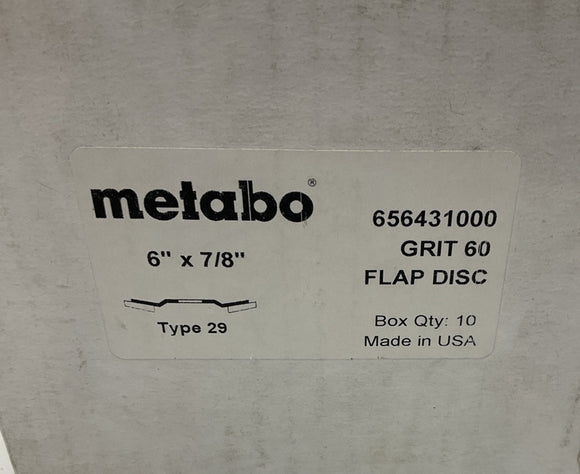 metabo®
6" x 7/8"
Type 29
656431000
GRIT 60
FLAP DISC
Box Qty: 10
Made in USA